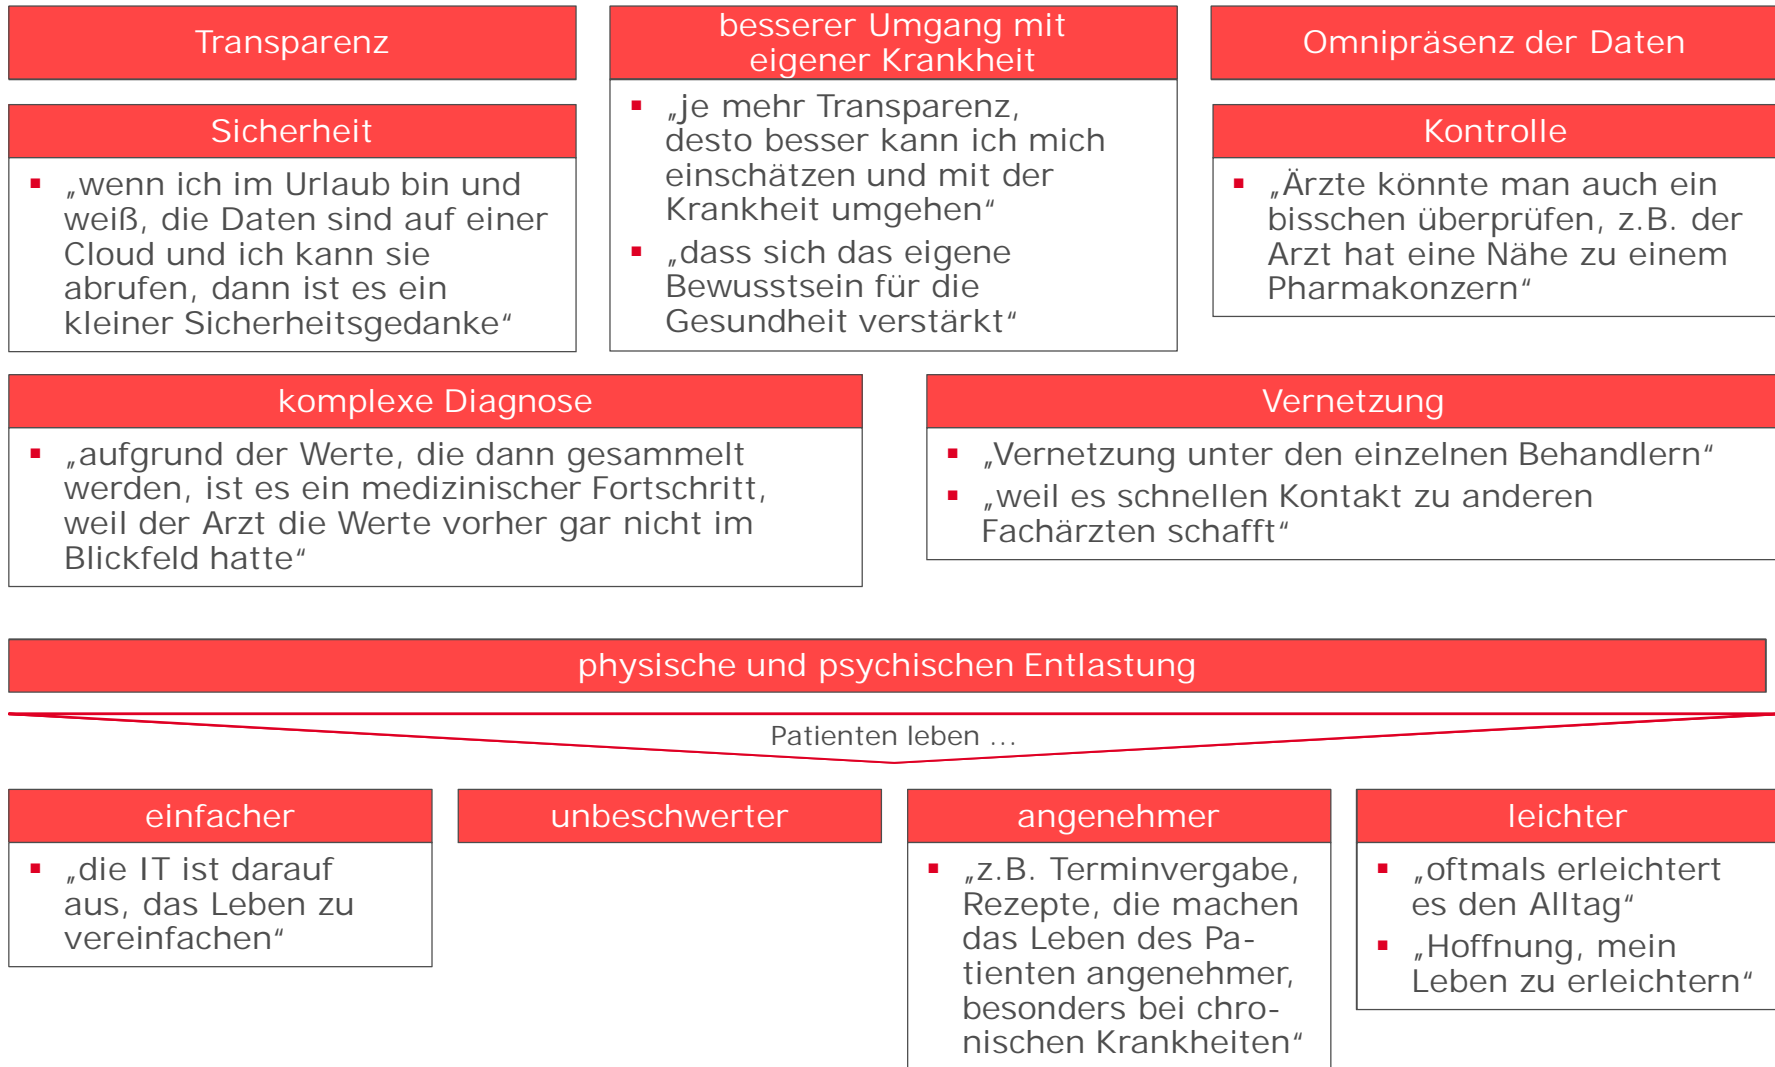 Transparenz
besserer Umgang mit
eigener Krankheit
Omnipräsenz der Daten
Sicherheit
▪ „wenn ich im Urlaub bin und
weiß, die Daten sind auf einer
Cloud und ich kann sie
abrufen, dann ist es ein
kleiner Sicherheitsgedanke“
▪ „je mehr Transparenz,
desto besser kann ich mich
einschätzen und mit der
Krankheit umgehen“
▪ „dass sich das eigene
Bewusstsein für die
Gesundheit verstärkt“
Kontrolle
▪ „Ärzte könnte man auch ein
bisschen überprüfen, z.B. der
Arzt hat eine Nähe zu einem
Pharmakonzern“
komplexe Diagnose
▪ „aufgrund der Werte, die dann gesammelt
werden, ist es ein medizinischer Fortschritt,
weil der Arzt die Werte vorher gar nicht im
Blickfeld hatte“
Vernetzung
▪ „Vernetzung unter den einzelnen Behandlern“
▪ „weil es schnellen Kontakt zu anderen
Fachärzten schafft“
physische und psychischen Entlastung
Patienten leben ...
einfacher
▪ „die IT ist darauf
aus, das Leben zu
vereinfachen“
unbeschwerter
angenehmer
▪ „z.B. Terminvergabe,
Rezepte, die machen
das Leben des Pa-
tienten angenehmer,
besonders bei chro-
nischen Krankheiten“
leichter
▪ „oftmals erleichtert
es den Alltag“
▪ „Hoffnung, mein
Leben zu erleichtern“